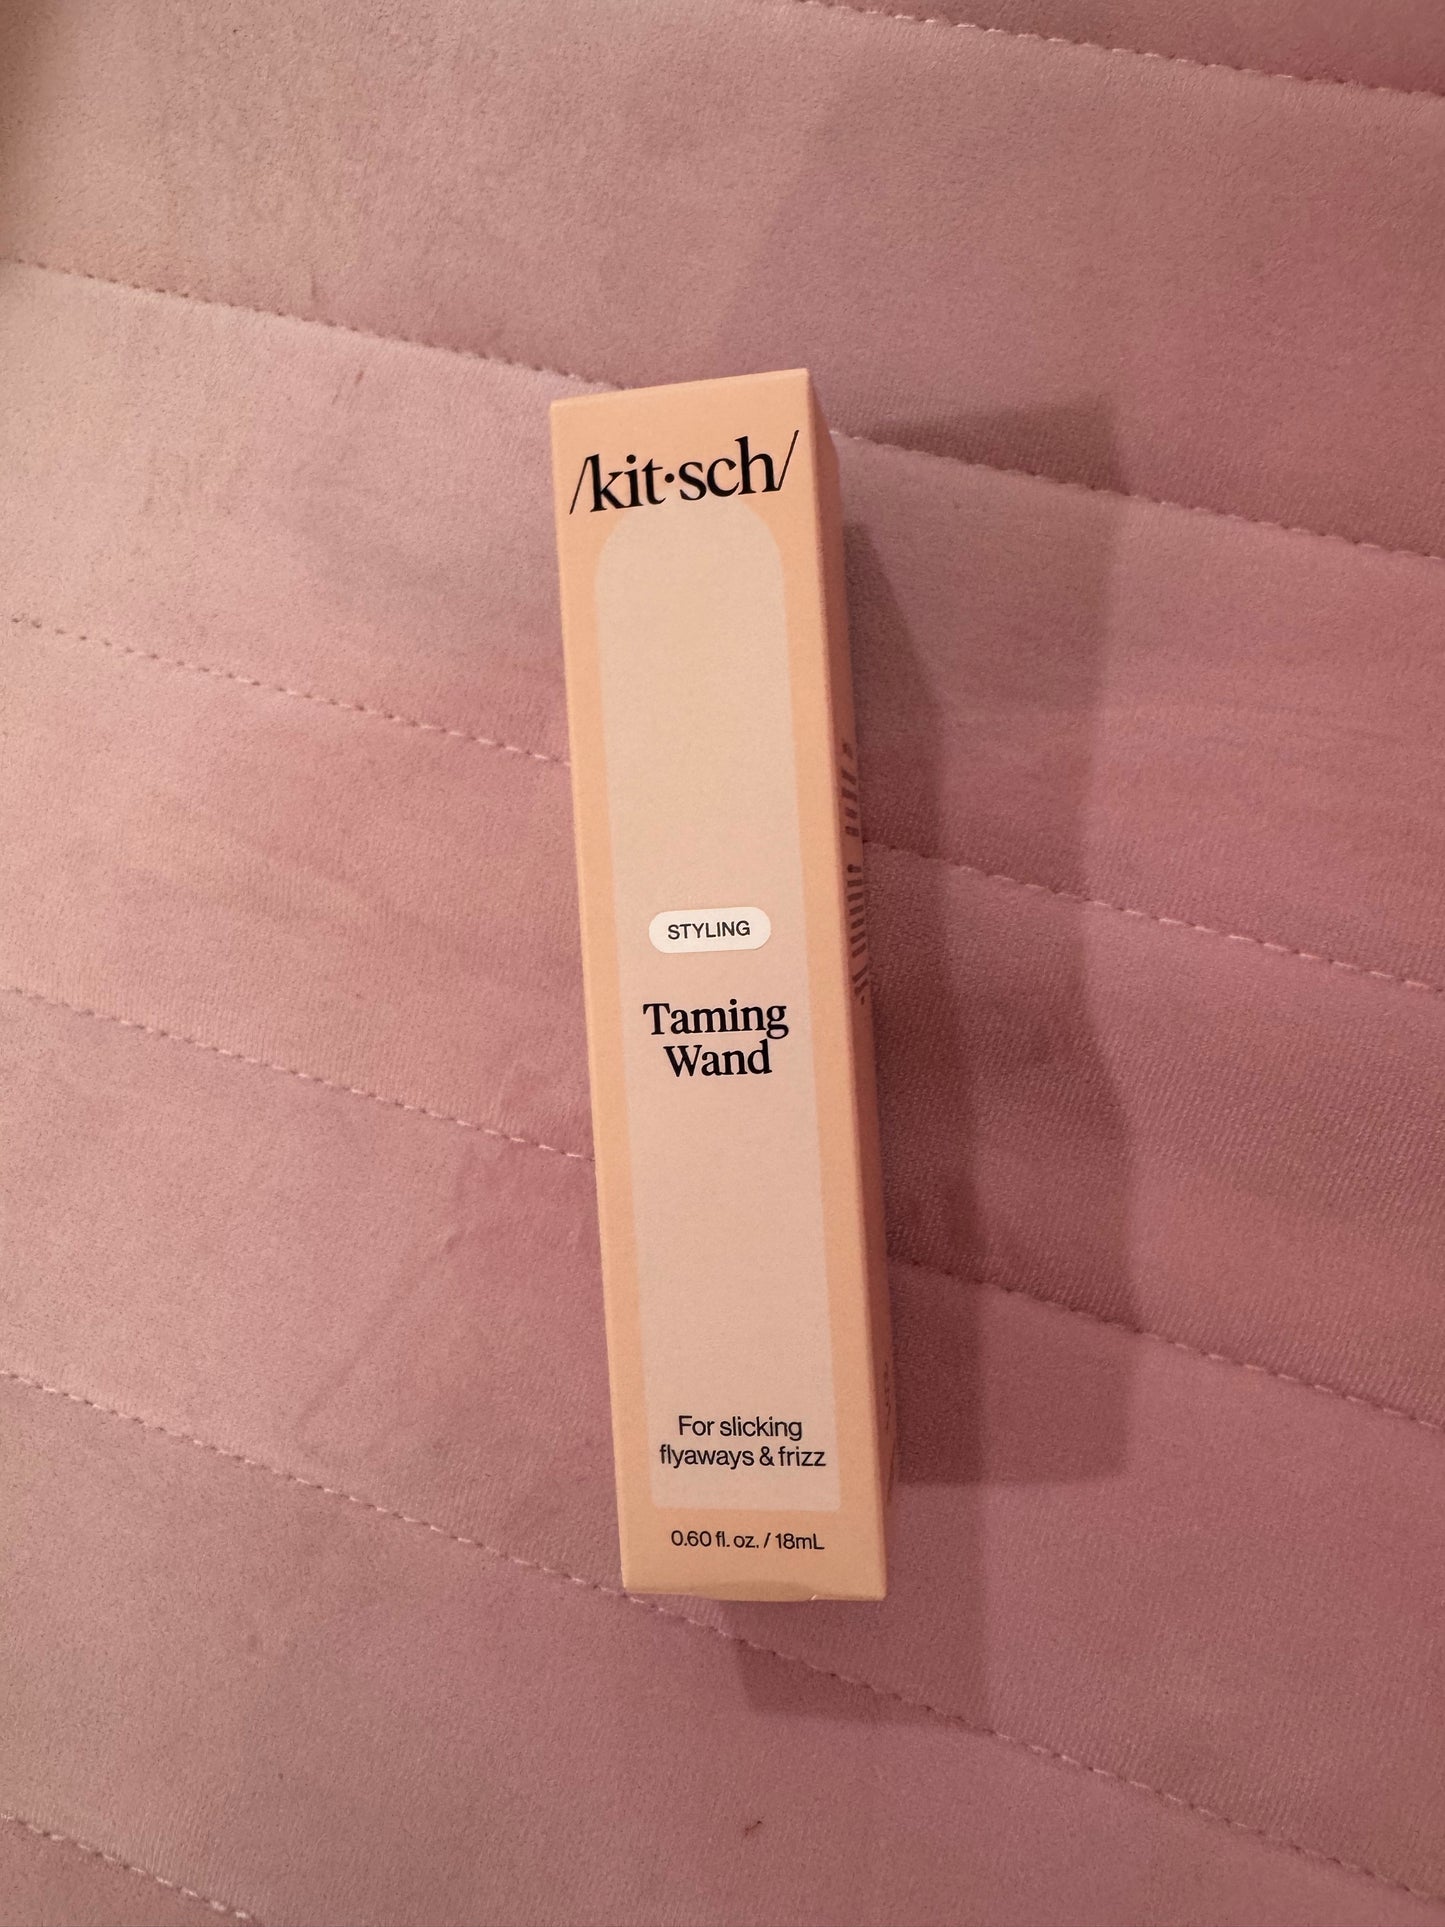 /kit·sch/
STYLING
Taming
Wand
For slicking
flyaways & frizz
0.60 fl. oz. / 18mL